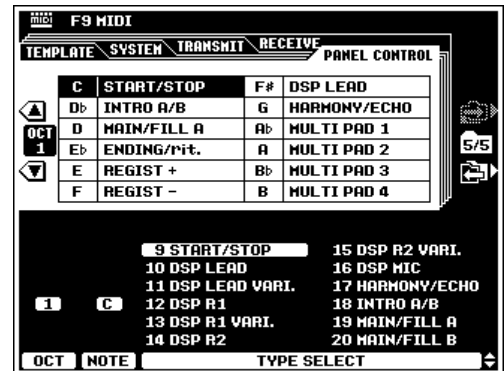 midi F9 MIDI
TEMPLATE SYSTEM TRANSMIT RECEIVE PANEL CONTROL
C START/STOP F# DSP LEAD
D♭ INTRO A/B G HARMONY/ECHO
D MAIN/FILL A A♭ MULTI PAD 1
E♭ ENDING/rit. A MULTI PAD 2
E REGIST + B♭ MULTI PAD 3
F REGIST - B MULTI PAD 4
OCT
1
5/5
9 START/STOP 15 DSP R2 VARI.
10 DSP LEAD 16 DSP MIC
11 DSP LEAD VARI. 17 HARMONY/ECHO
1 C 12 DSP R1 18 INTRO A/B
13 DSP R1 VARI. 19 MAIN/FILL A
14 DSP R2 20 MAIN/FILL B
OCT NOTE TYPE SELECT